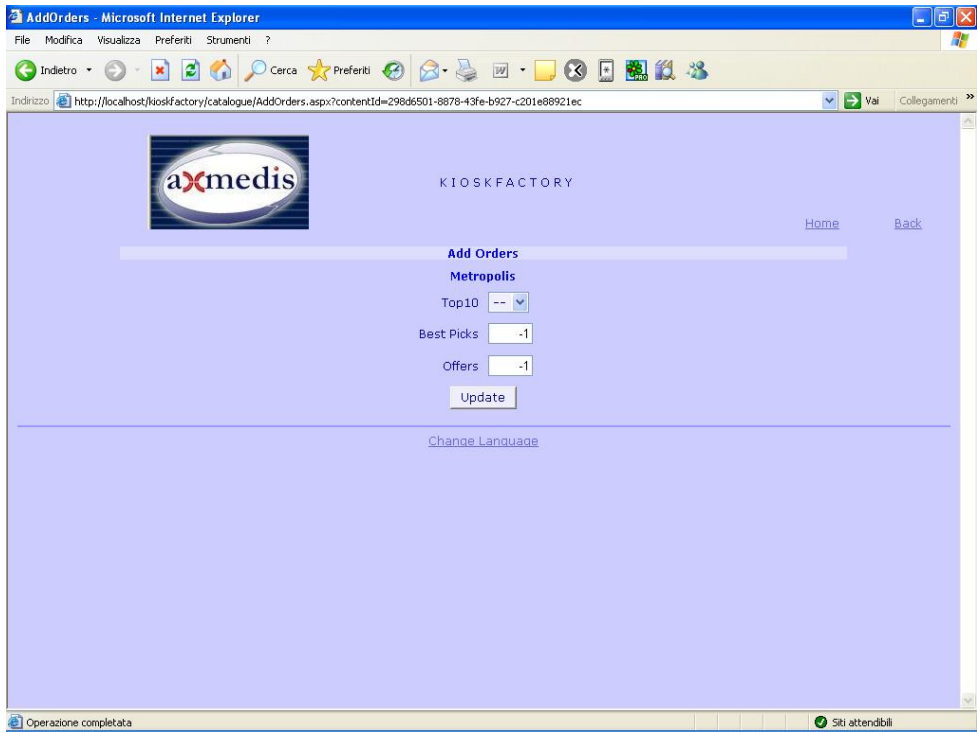 AddOrders - Microsoft Internet Explorer
File Modifica Visualizza Preferiti Strumenti ?
Indietro Cerca Preferiti
Indirizzo http://localhost/kioskfactory/catalogue/AddOrders.aspx?contentId=298d6501-8878-43fe-b927-c201e88921ec Vai Collegamenti »
axmedis
KIOSKFACTORY
Home Back
Add Orders
Metropolis
Top10 --
Best Picks -1
Offers -1
Update
Change Language
Operazione completata Siti attendibili